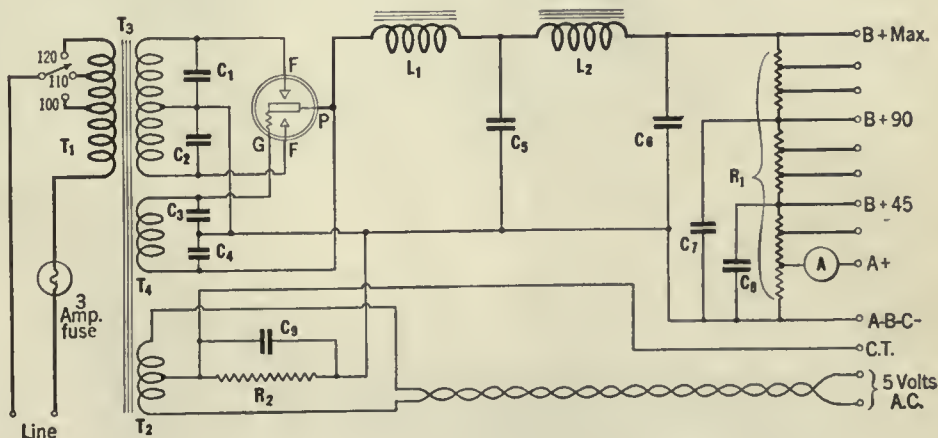 T3
120
110
100
T1
C1
C2
F
F
G
P
L1
L2
C5
C6
B+ Max.
B+ 90
R1
B+ 45
C7
C8
A
A+
A-B-C-
C.T.
5 Volts
A.C.
C3
C4
T4
3
Amp.
fuse
C9
R2
T2
Line